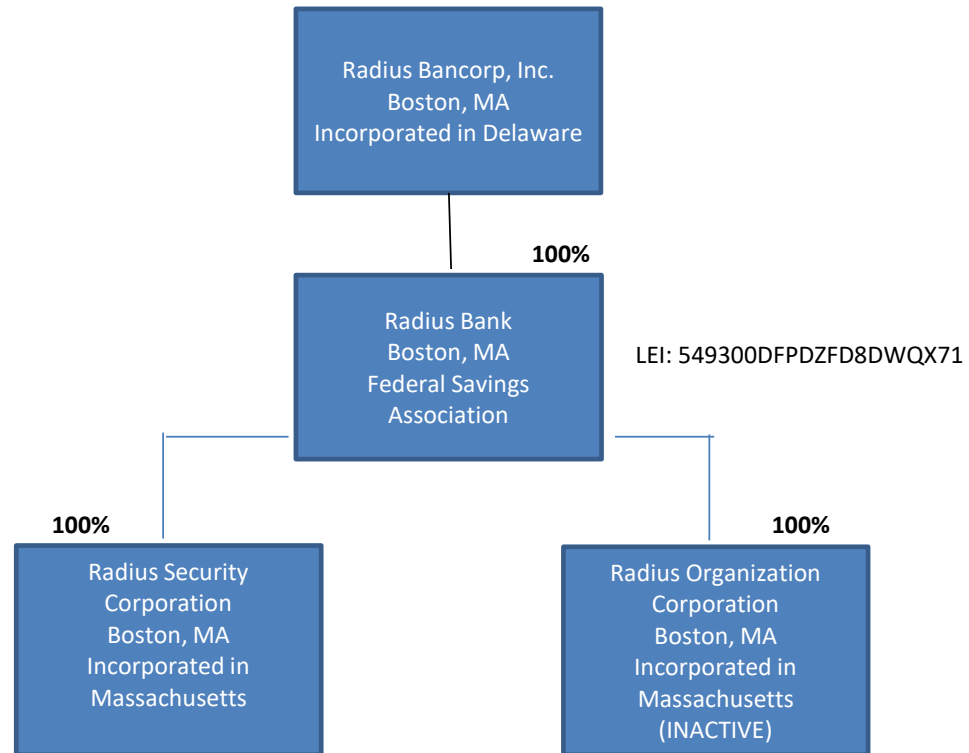 Radius Bancorp, Inc.
Boston, MA
Incorporated in Delaware
100%
Radius Bank
Boston, MA
Federal Savings
Association
LEI: 549300DFPDZFD8DWQX71
100%
Radius Security
Corporation
Boston, MA
Incorporated in
Massachusetts
100%
Radius Organization
Corporation
Boston, MA
Incorporated in
Massachusetts
(INACTIVE)